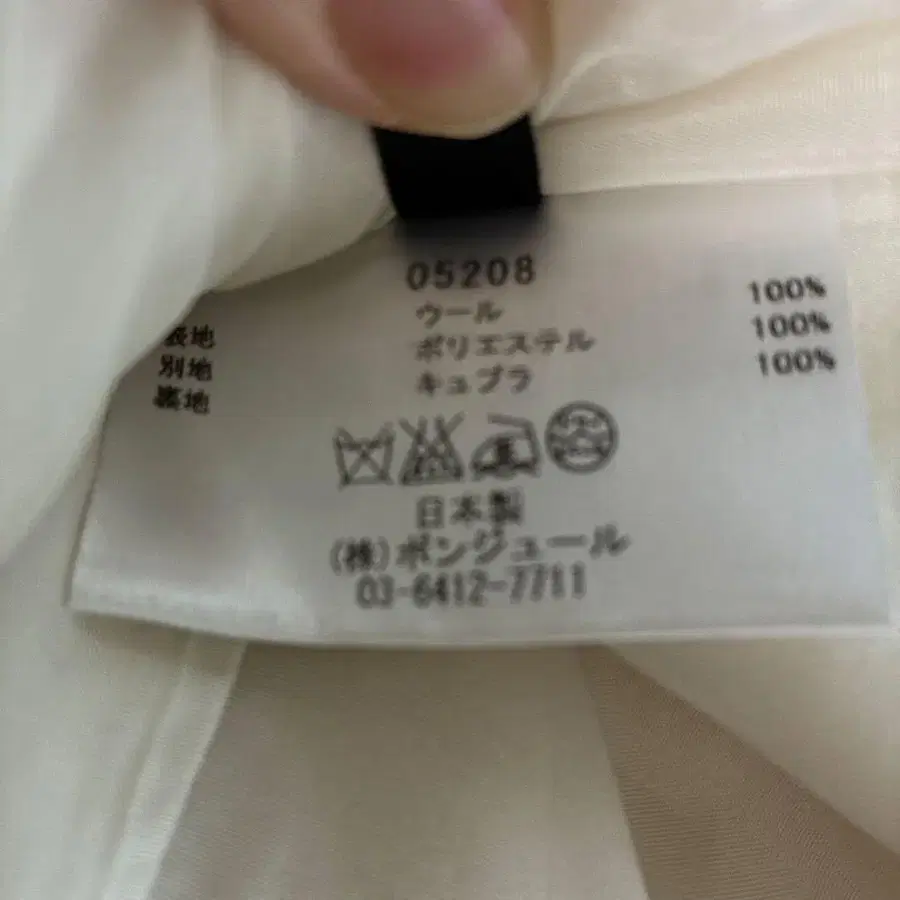 05208
表地 ウール 100%
別地 ポリエステル 100%
裏地 キュプラ 100%
日本製
(株)ボンジュール
03-6412-7711